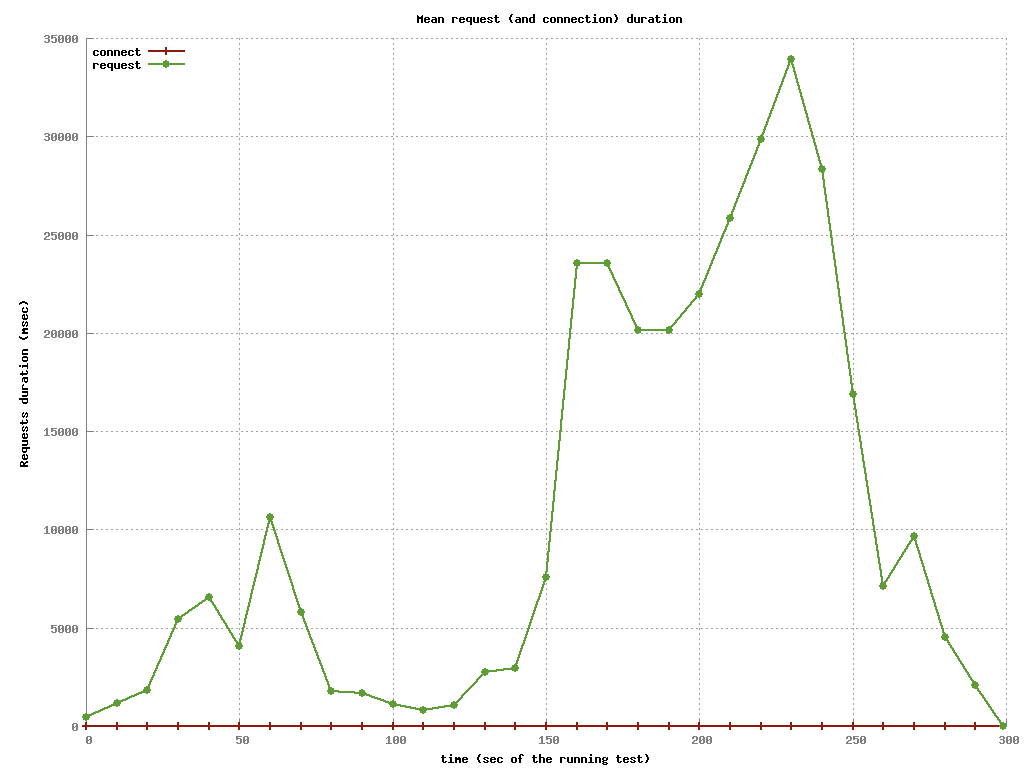 Mean request (and connection) duration
35000
connect
request
30000
25000
20000
15000
10000
5000
0
Requests duration (msec)
0 50 100 150 200 250 300
time (sec of the running test)